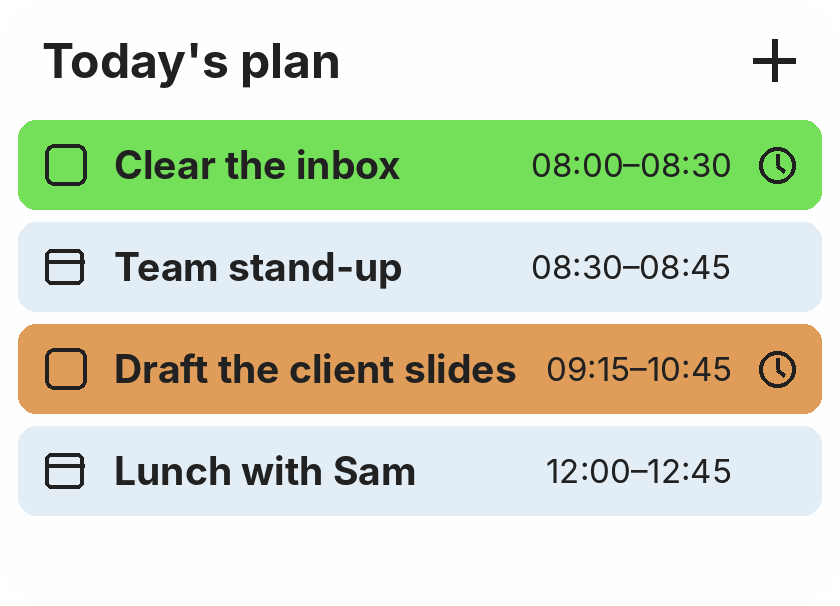 Today's plan
Clear the inbox 08:00–08:30
Team stand-up 08:30–08:45
Draft the client slides 09:15–10:45
Lunch with Sam 12:00–12:45